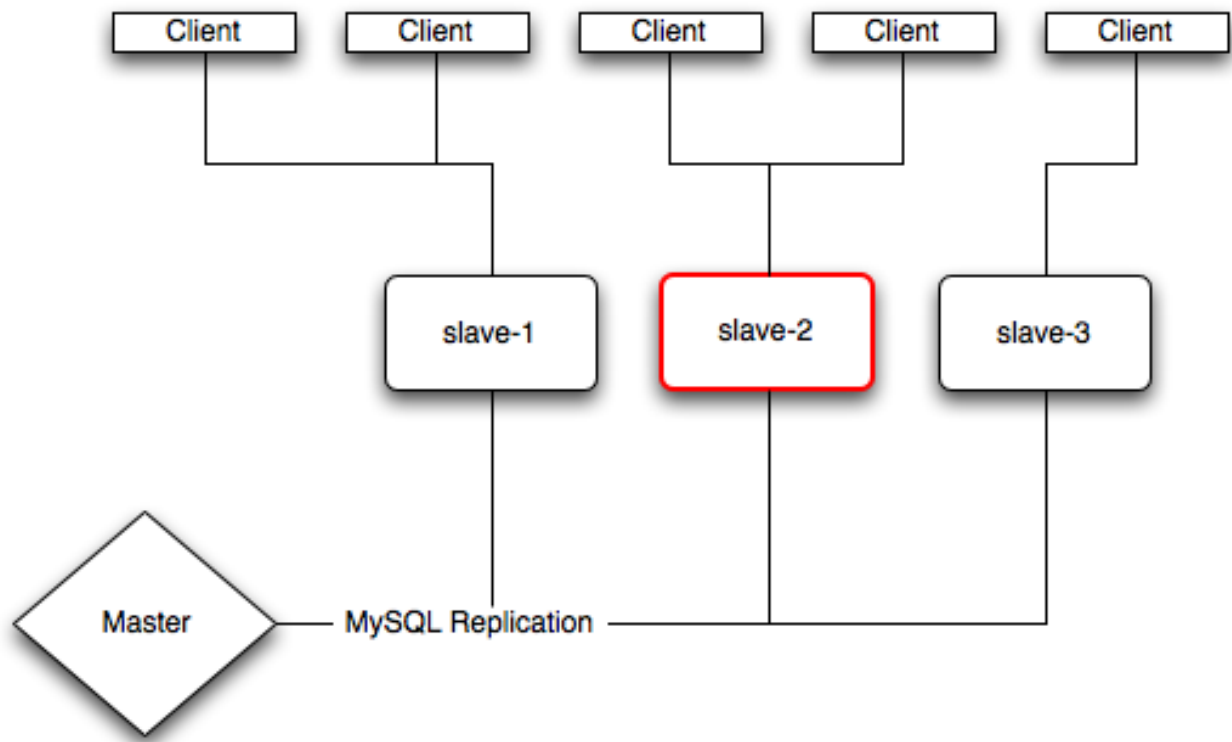 Client
Client
Client
Client
Client
slave-1
slave-2
slave-3
Master
MySQL Replication